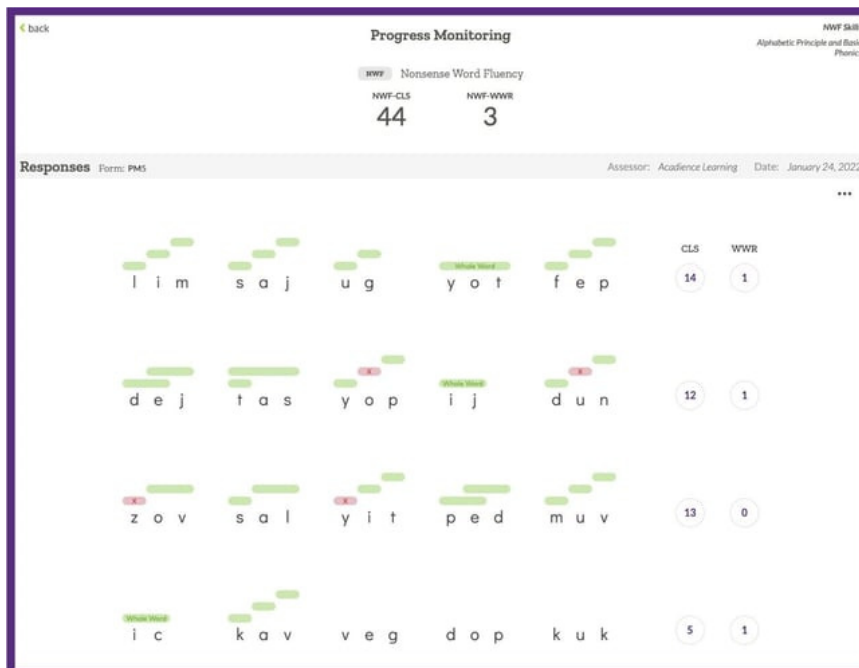 back
Progress Monitoring
NWF Skill
Alphabetic Principle and Basic
Phonic
NWF Nonsense Word Fluency
NWF-CLS NWF-WWR
44 3
Responses Form: PM5 Assessor: Acadience Learning Date: January 24, 2022
CLS WWR
Whole Word
l i m s a j u g y o t f e p 14 1
x x
Whole Word
d e j t a s y o p i j d u n 12 1
x x
z o v s a l y i t p e d m u v 13 0
Whole Word
i c k a v v e g d o p k u k 5 1